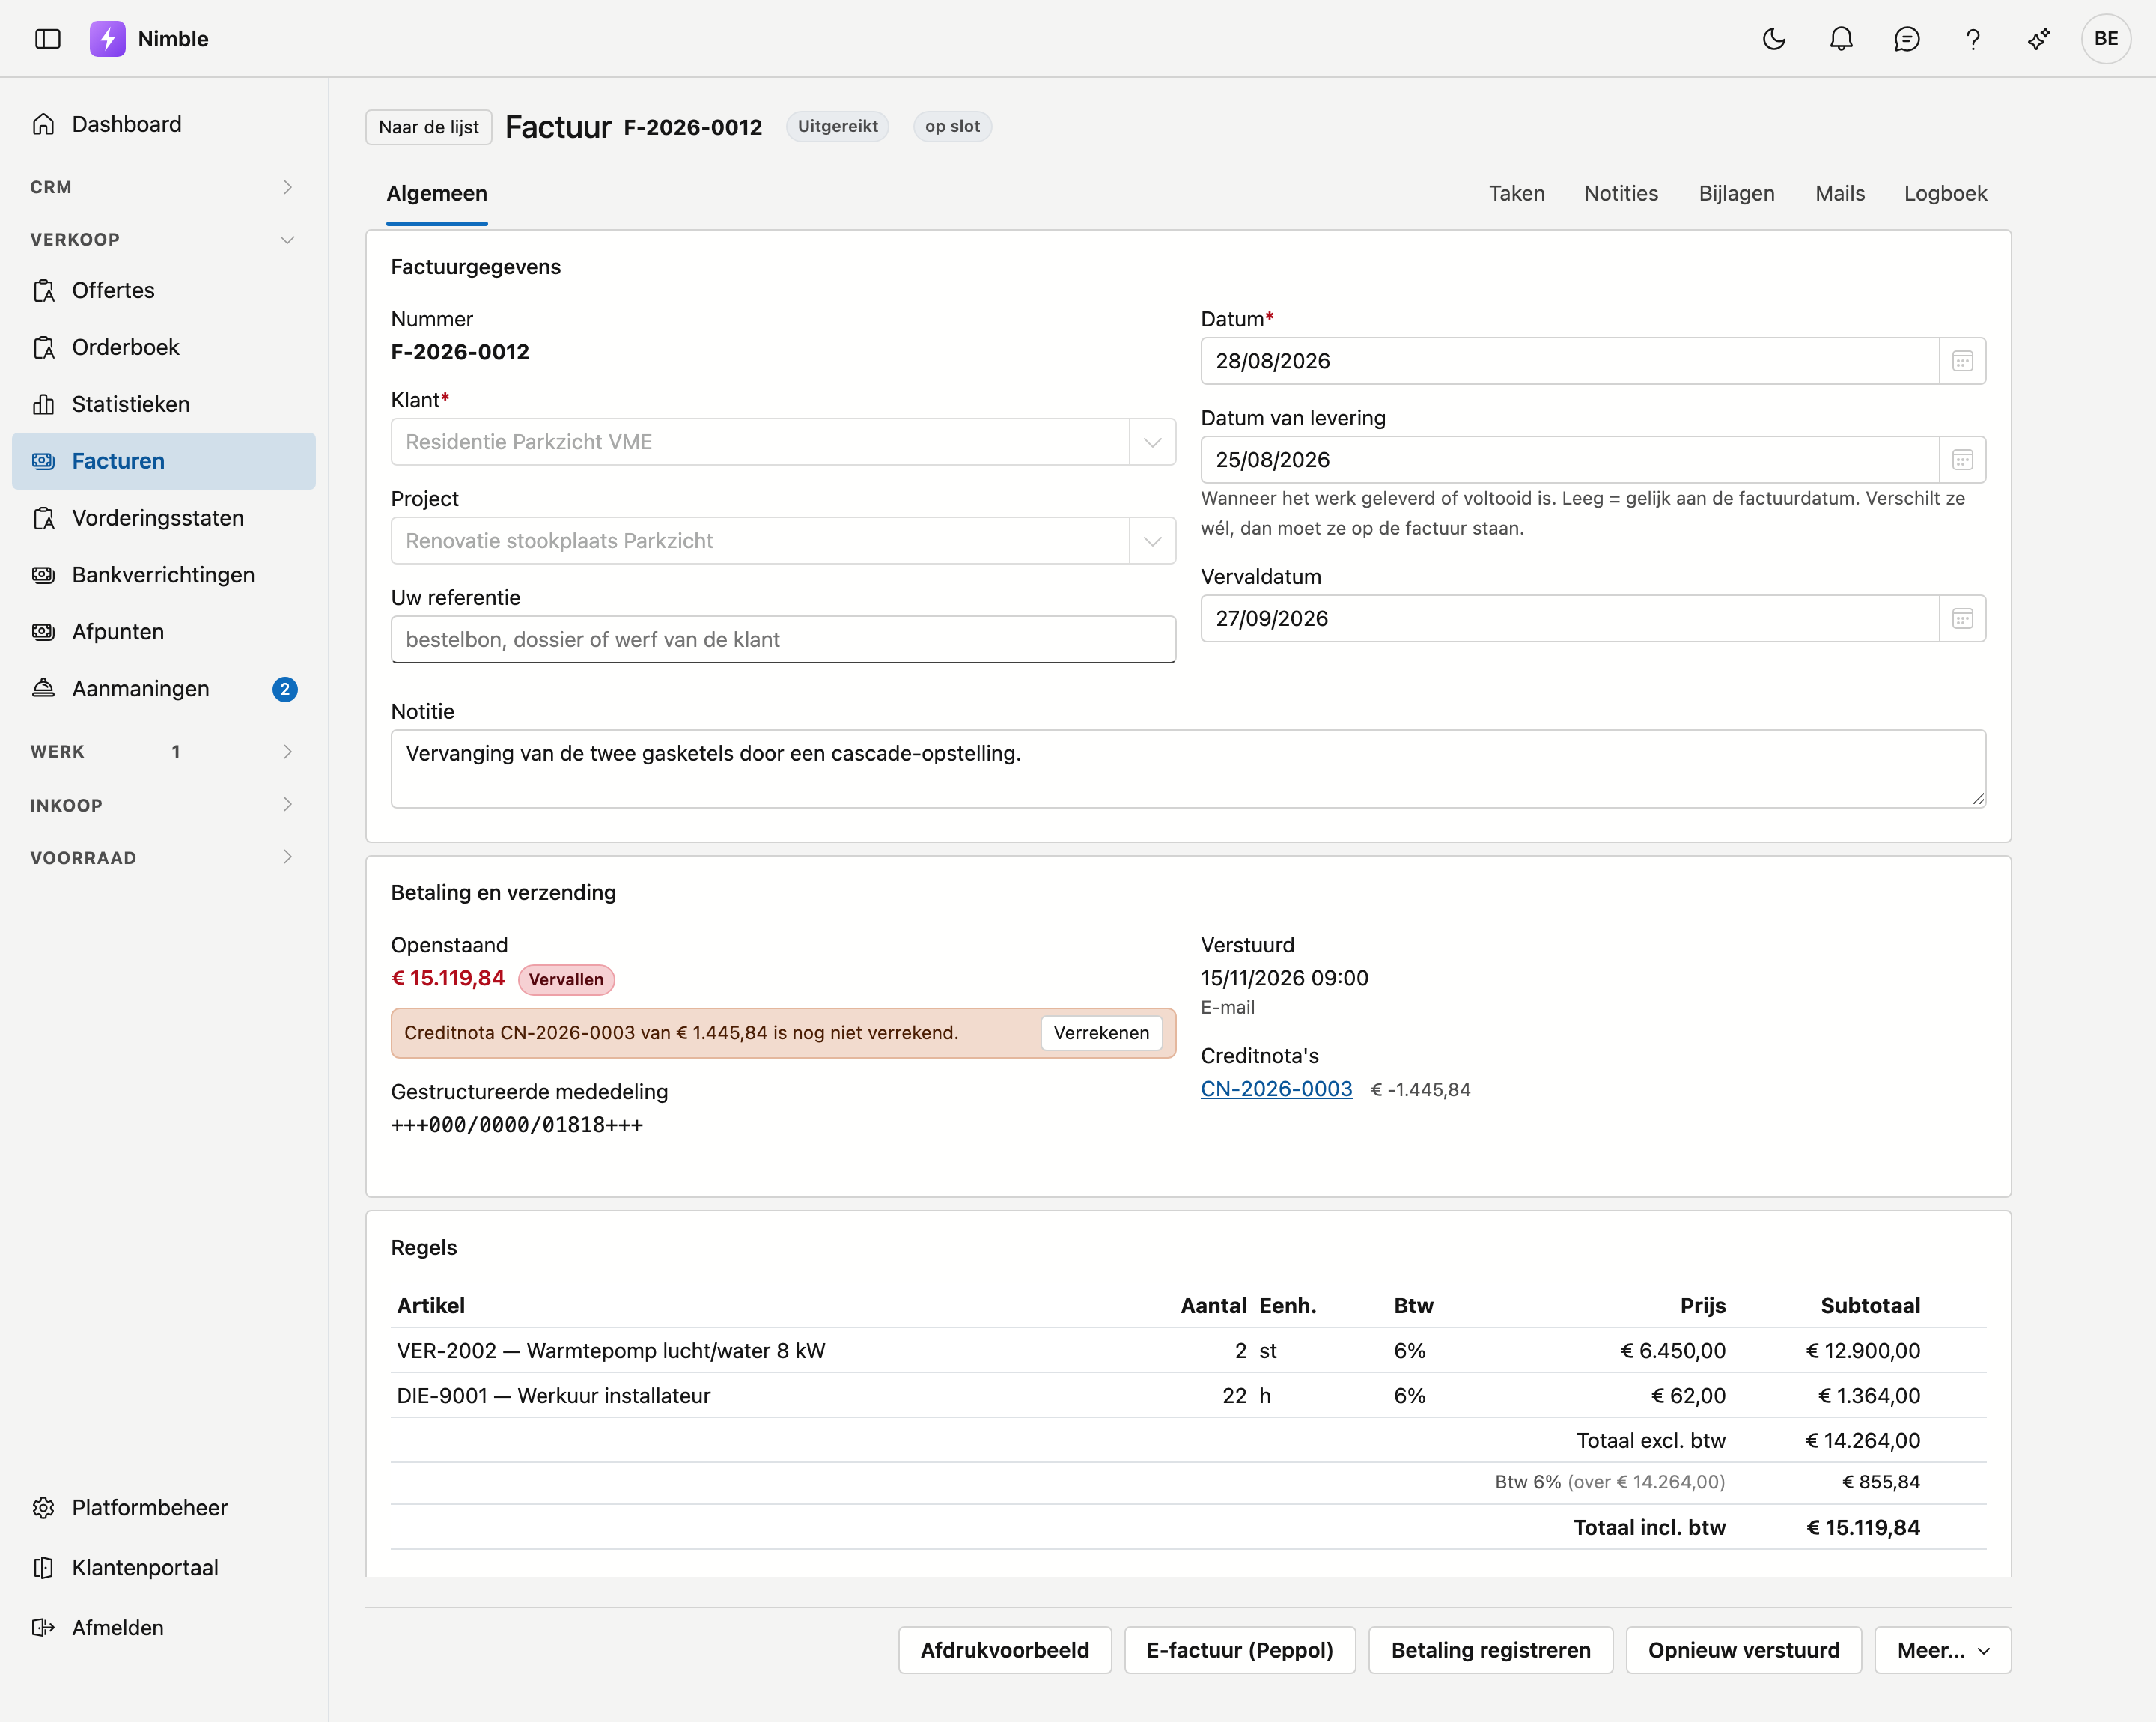 Nimble
BE
Dashboard
CRM
VERKOOP
Offertes
Orderboek
Statistieken
Facturen
Vorderingsstaten
Bankverrichtingen
Afpunten
Aanmaningen 2
WERK 1
INKOOP
VOORRAAD
Platformbeheer
Klantenportaal
Afmelden
Naar de lijst Factuur F-2026-0012 Uitgereikt op slot
Algemeen Taken Notities Bijlagen Mails Logboek
Factuurgegevens
Nummer
F-2026-0012
Klant*
Residentie Parkzicht VME
Project
Renovatie stookplaats Parkzicht
Uw referentie
bestelbon, dossier of werf van de klant
Datum*
28/08/2026
Datum van levering
25/08/2026
Wanneer het werk geleverd of voltooid is. Leeg = gelijk aan de factuurdatum. Verschilt ze
wél, dan moet ze op de factuur staan.
Vervaldatum
27/09/2026
Notitie
Vervanging van de twee gasketels door een cascade-opstelling.
Betaling en verzending
Openstaand
€ 15.119,84 Vervallen
Creditnota CN-2026-0003 van € 1.445,84 is nog niet verrekend. Verrekenen
Gestructureerde mededeling
+++000/0000/01818+++
Verstuurd
15/11/2026 09:00
E-mail
Creditnota's
CN-2026-0003 € -1.445,84
Regels
Artikel Aantal Eenh. Btw Prijs Subtotaal
VER-2002 — Warmtepomp lucht/water 8 kW 2 st 6% € 6.450,00 € 12.900,00
DIE-9001 — Werkuur installateur 22 h 6% € 62,00 € 1.364,00
Totaal excl. btw € 14.264,00
Btw 6% (over € 14.264,00) € 855,84
Totaal incl. btw € 15.119,84
Afdrukvoorbeeld E-factuur (Peppol) Betaling registreren Opnieuw verstuurd Meer...